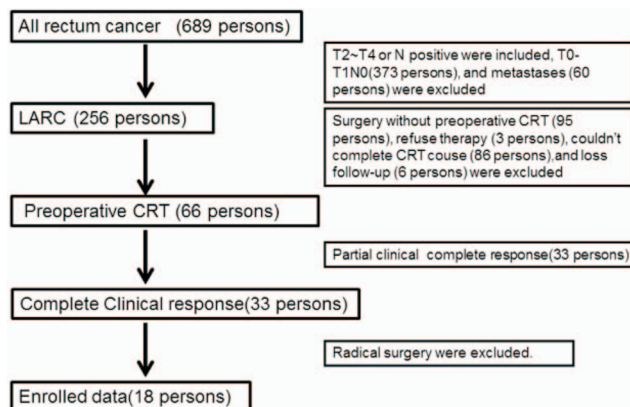 All rectum cancer (689 persons)
T2~T4 or N positive were included, T0-
T1N0(373 persons), and metastases (60
persons) were excluded
LARC (256 persons)
Surgery without preoperative CRT (95
persons), refuse therapy (3 persons), couldn't
complete CRT couse (86 persons),and loss
follow-up (6 persons) were excluded
Preoperative CRT (66 persons)
Partial clinical complete response(33 persons)
Complete Clinical response(33 persons)
Radical surgery were excluded.
Enrolled data(18 persons)